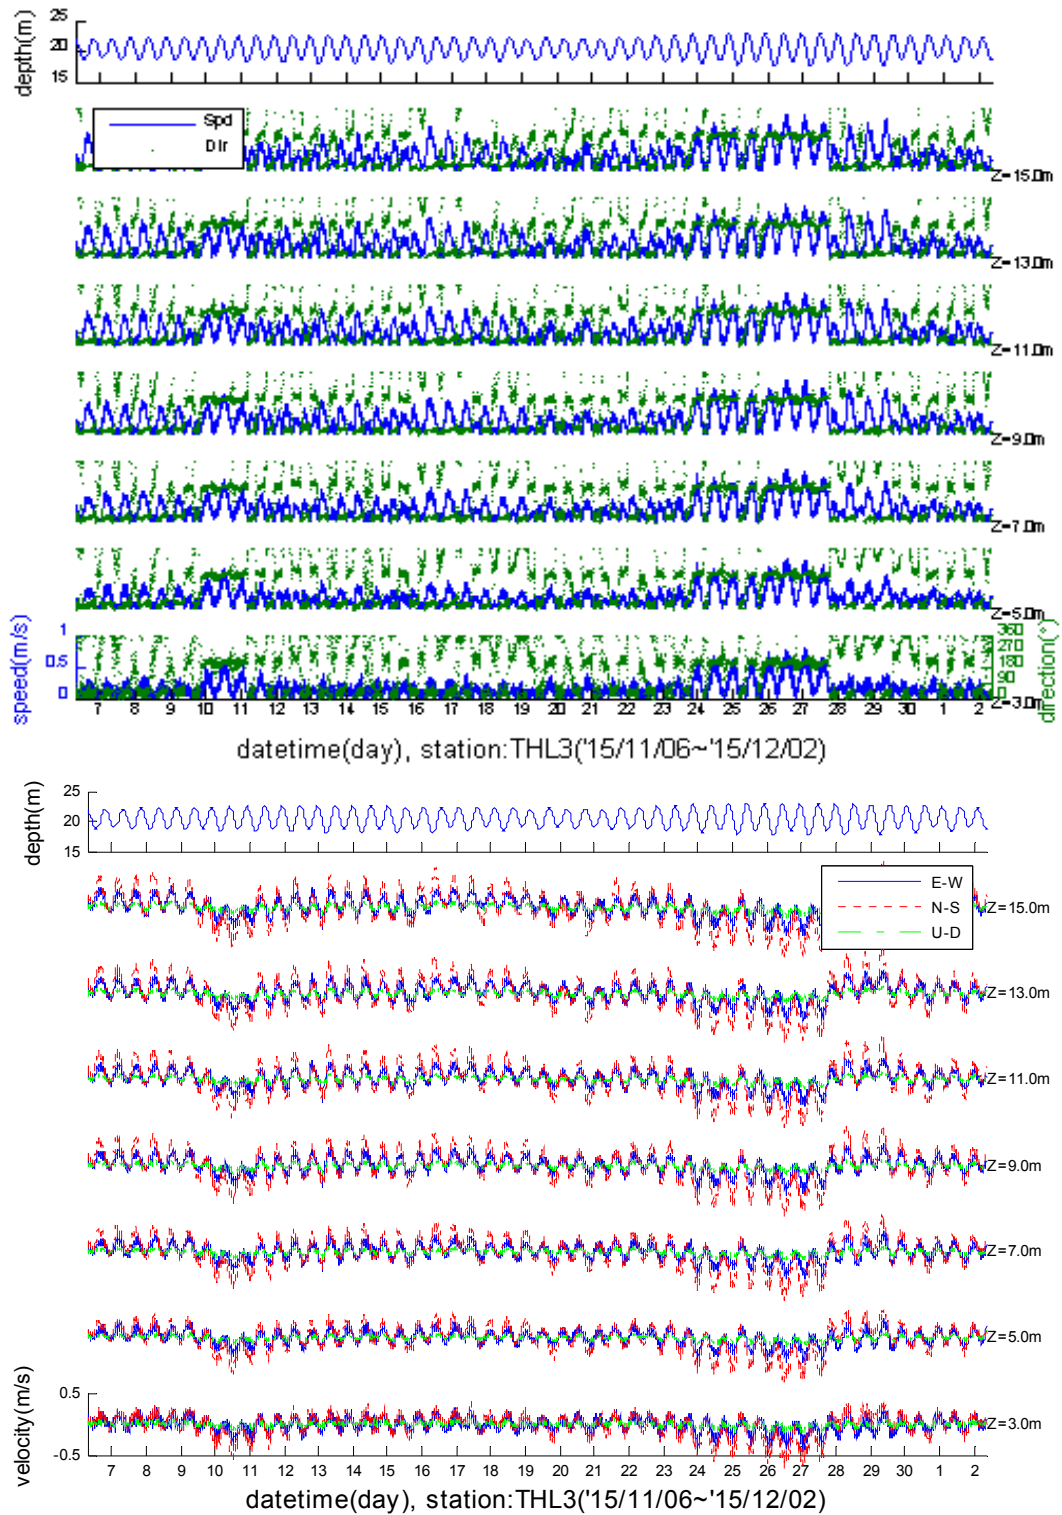 25
20
15
depth(m)
Spd
Dir
Z=15.0m
Z=13.0m
Z=11.0m
Z=9.0m
Z=7.0m
Z=5.0m
speed(m/s)
1
0.5
0
360
270
180
90
0
direction(°)
Z=3.0m
7 8 9 10 11 12 13 14 15 16 17 18 19 20 21 22 23 24 25 26 27 28 29 30 1 2
datetime(day), station:THL3('15/11/06~'15/12/02)
25
20
15
depth(m)
E-W
N-S
U-D
Z=15.0m
Z=13.0m
Z=11.0m
Z=9.0m
Z=7.0m
Z=5.0m
velocity(m/s)
0.5
-0.5
Z=3.0m
7 8 9 10 11 12 13 14 15 16 17 18 19 20 21 22 23 24 25 26 27 28 29 30 1 2
datetime(day), station:THL3('15/11/06~'15/12/02)